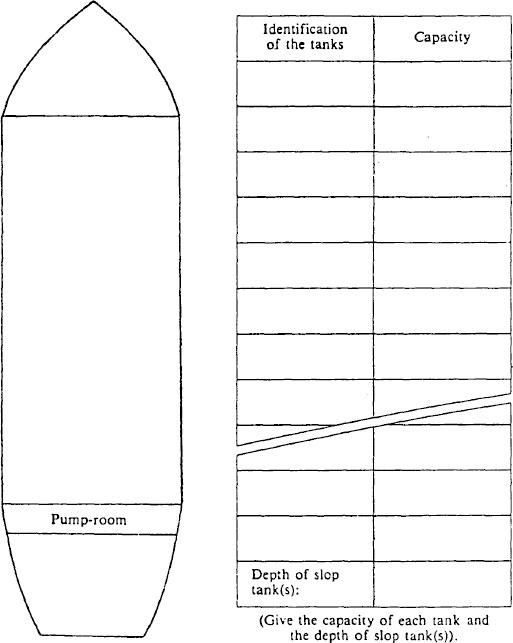 Identification
of the tanks
Capacity
Pump-room
Depth of slop
tank(s):
(Give the capacity of each tank and
the depth of slop tank(s)).